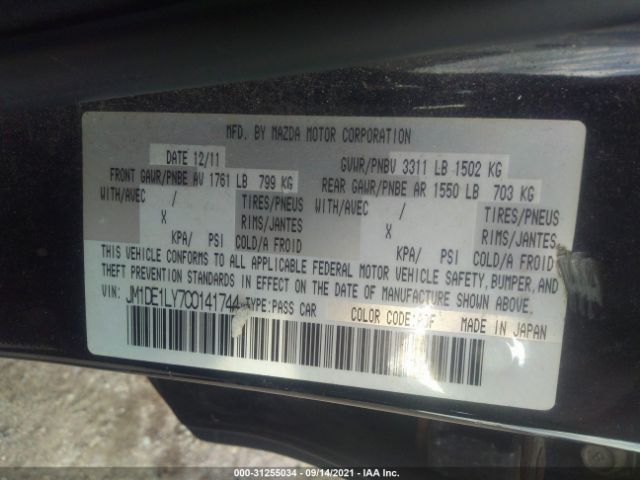 MFD. BY MAZDA MOTOR CORPORATION
DATE 12/11 GVWR/PNBV 3311 LB 1502 KG
FRONT GAWR/PNBE AV 1761 LB 799 KG REAR GAWR/PNBE AR 1550 LB 703 KG
WITH/AVEC / TIRES/PNEUS WITH/AVEC / TIRES/PNEUS
X RIMS/JANTES X RIMS/JANTES
KPA/ PSI COLD/A FROID KPA/ PSI COLD/A FROID
THIS VEHICLE CONFORMS TO ALL APPLICABLE FEDERAL MOTOR VEHICLE SAFETY, BUMPER, AND
THEFT PREVENTION STANDARDS IN EFFECT ON THE DATE OF MANUFACTURE SHOWN ABOVE.
VIN: JM1DE1LY7C0141744 TYPE:PASS CAR COLOR CODE: MADE IN JAPAN
000-31255034 - 09/14/2021 - IAA Inc.